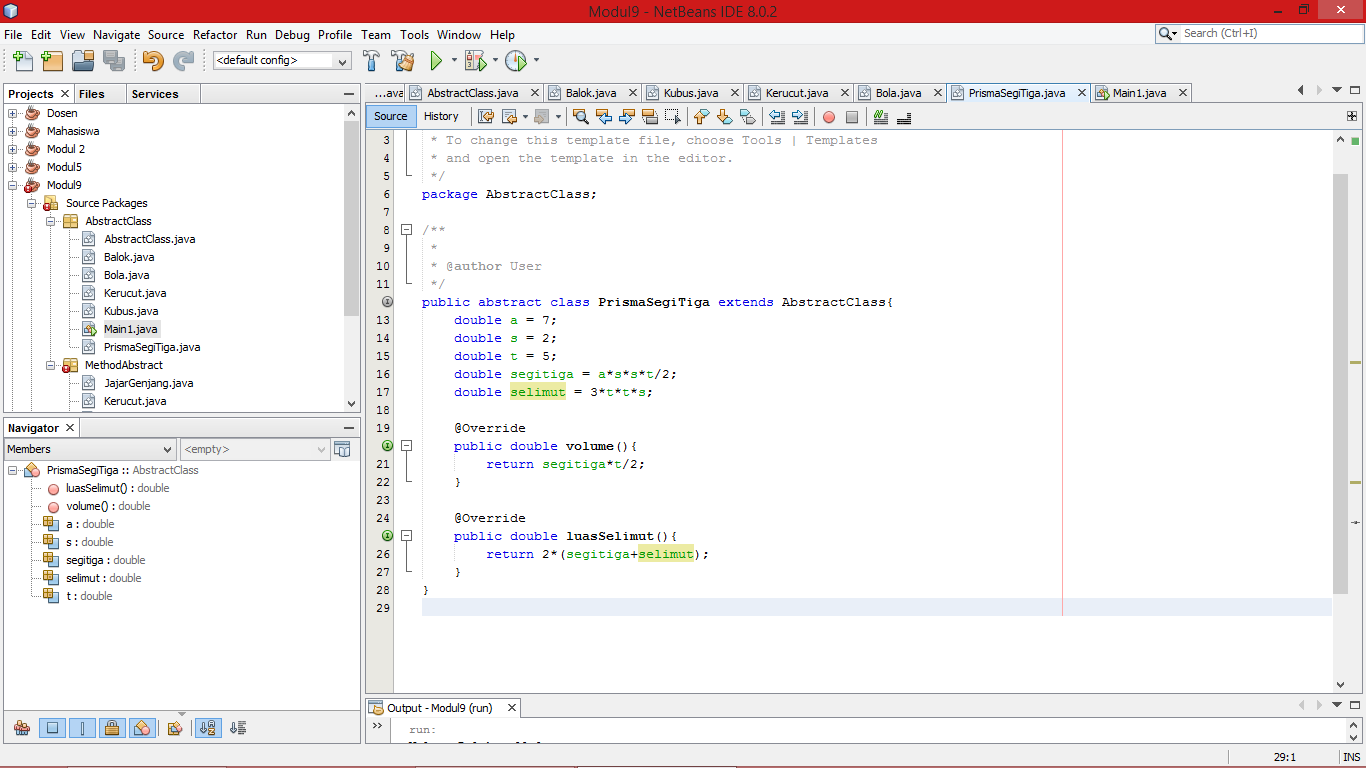 Modul9 - NetBeans IDE 8.0.2
File Edit View Navigate Source Refactor Run Debug Profile Team Tools Window Help
Search (Ctrl+I)
<default config>
Projects Files Services
Dosen
Mahasiswa
Modul 2
Modul5
Modul9
Source Packages
AbstractClass
AbstractClass.java
Balok.java
Bola.java
Kerucut.java
Kubus.java
Main1.java
PrismaSegiTiga.java
MethodAbstract
JajarGenjang.java
Kerucut.java
Navigator
Members <empty>
PrismaSegiTiga :: AbstractClass
luasSelimut() : double
volume() : double
a : double
s : double
segitiga : double
selimut : double
t : double
...ava AbstractClass.java Balok.java Kubus.java Kerucut.java Bola.java PrismaSegiTiga.java Main1.java
Source History
3 * To change this template file, choose Tools | Templates
4 * and open the template in the editor.
5 */
6 package AbstractClass;
7
8 /**
9 *
10 * @author User
11 */
public abstract class PrismaSegiTiga extends AbstractClass{
13 double a = 7;
14 double s = 2;
15 double t = 5;
16 double segitiga = a*s*s*t/2;
17 double selimut = 3*t*t*s;
18
19 @Override
public double volume(){
21 return segitiga*t/2;
22 }
23
24 @Override
public double luasSelimut(){
26 return 2*(segitiga+selimut);
27 }
28 }
29
Output - Modul9 (run)
run:
29:1 INS